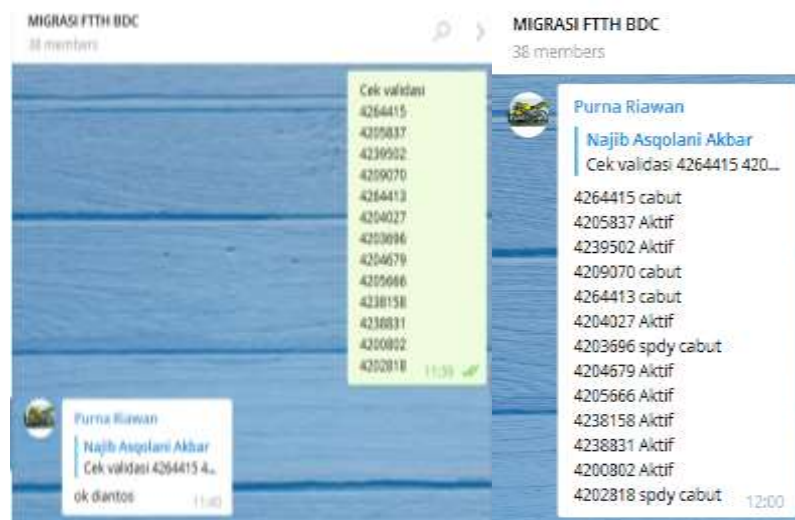 MIGRASI FTTH BDC
38 members
Cek validasi
4264415
4205837
4239502
4209070
4264413
4204027
4203696
4204679
4205666
4238158
4238831
4200802
4202818
11:39
Purna Riawan
Najib Asqolani Akbar
Cek validasi 4264415 4...
ok diantos
11:40
MIGRASI FTTH BDC
38 members
Purna Riawan
Najib Asqolani Akbar
Cek validasi 4264415 420...
4264415 cabut
4205837 Aktif
4239502 Aktif
4209070 cabut
4264413 cabut
4204027 Aktif
4203696 spdy cabut
4204679 Aktif
4205666 Aktif
4238158 Aktif
4238831 Aktif
4200802 Aktif
4202818 spdy cabut
12:00